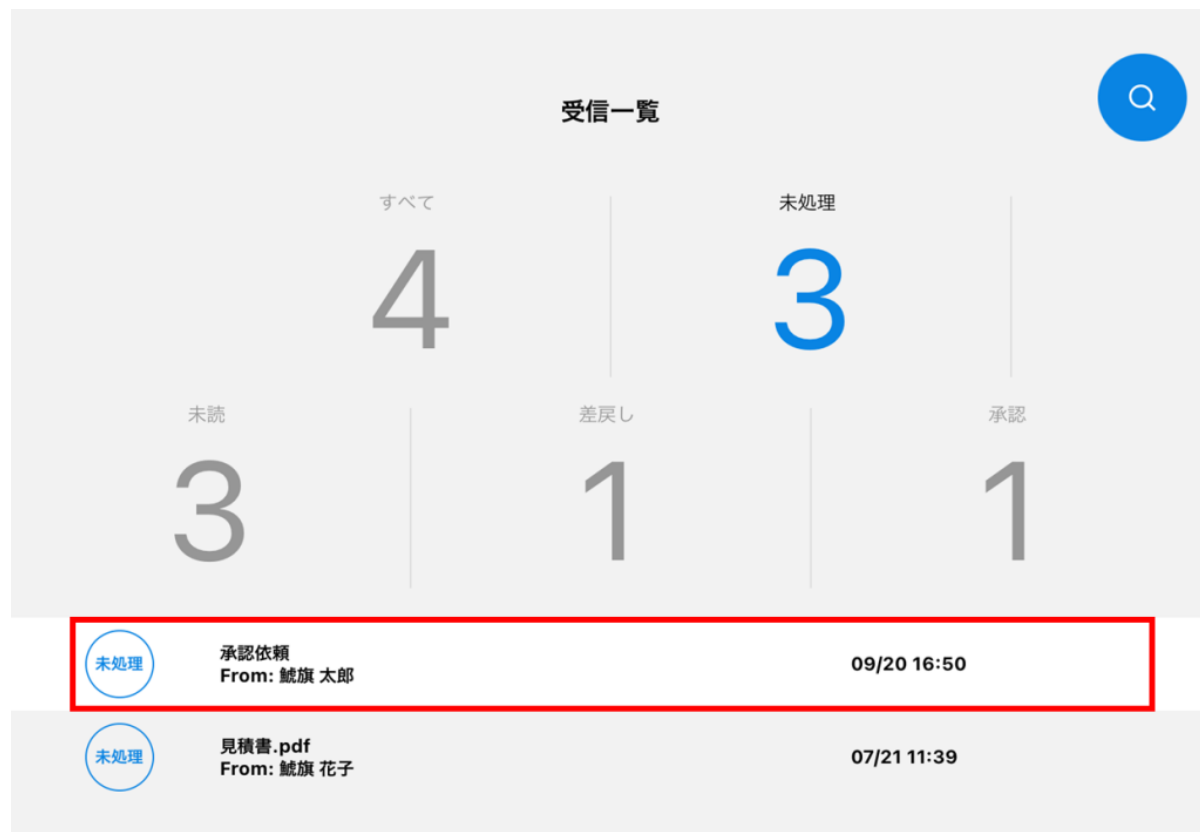 受信一覧
すべて
未処理
4
3
未読
差戻し
承認
3
1
1
未処理
承認依頼
From: 鯱旗 太郎
09/20 16:50
未処理
見積書.pdf
From: 鯱旗 花子
07/21 11:39